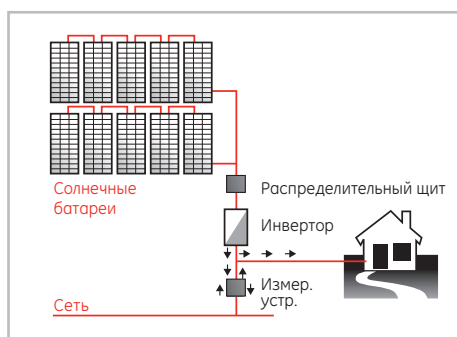 Солнечные
батареи
Распределительный щит
Инвертор
Измер.
устр.
Сеть